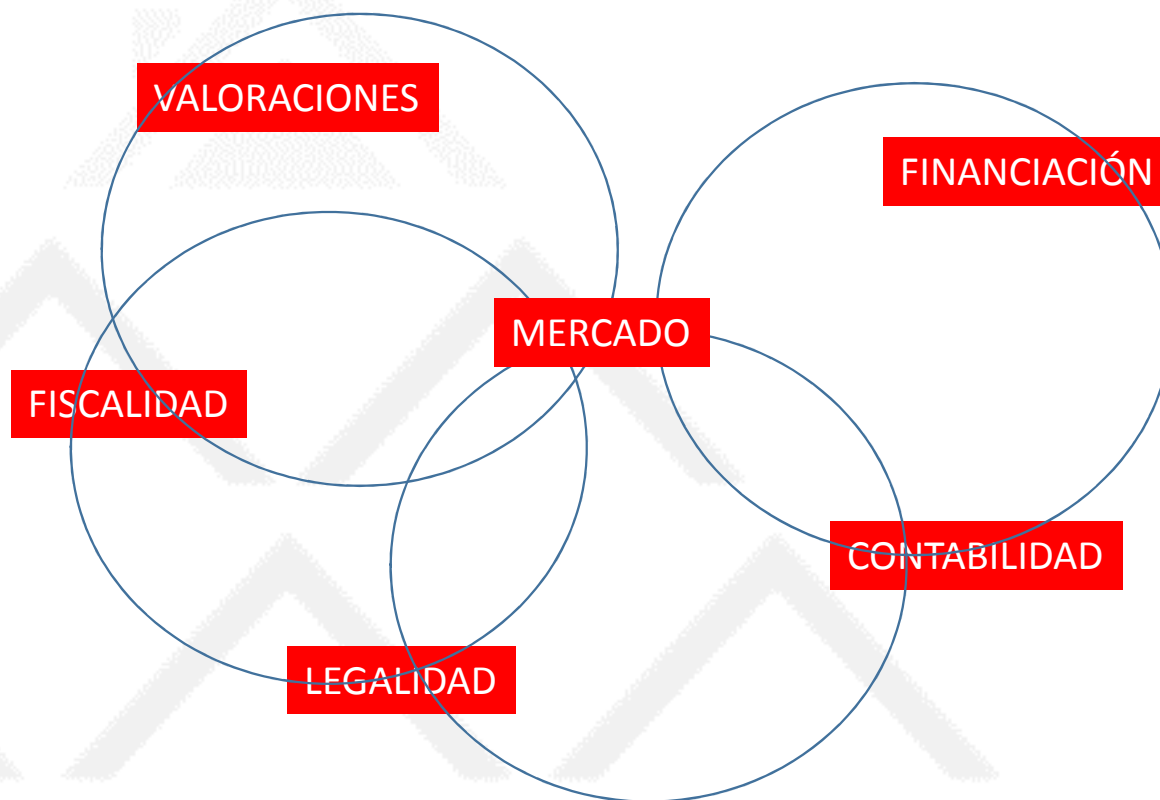 VALORACIONES
FINANCIACIÓN
MERCADO
FISCALIDAD
CONTABILIDAD
LEGALIDAD